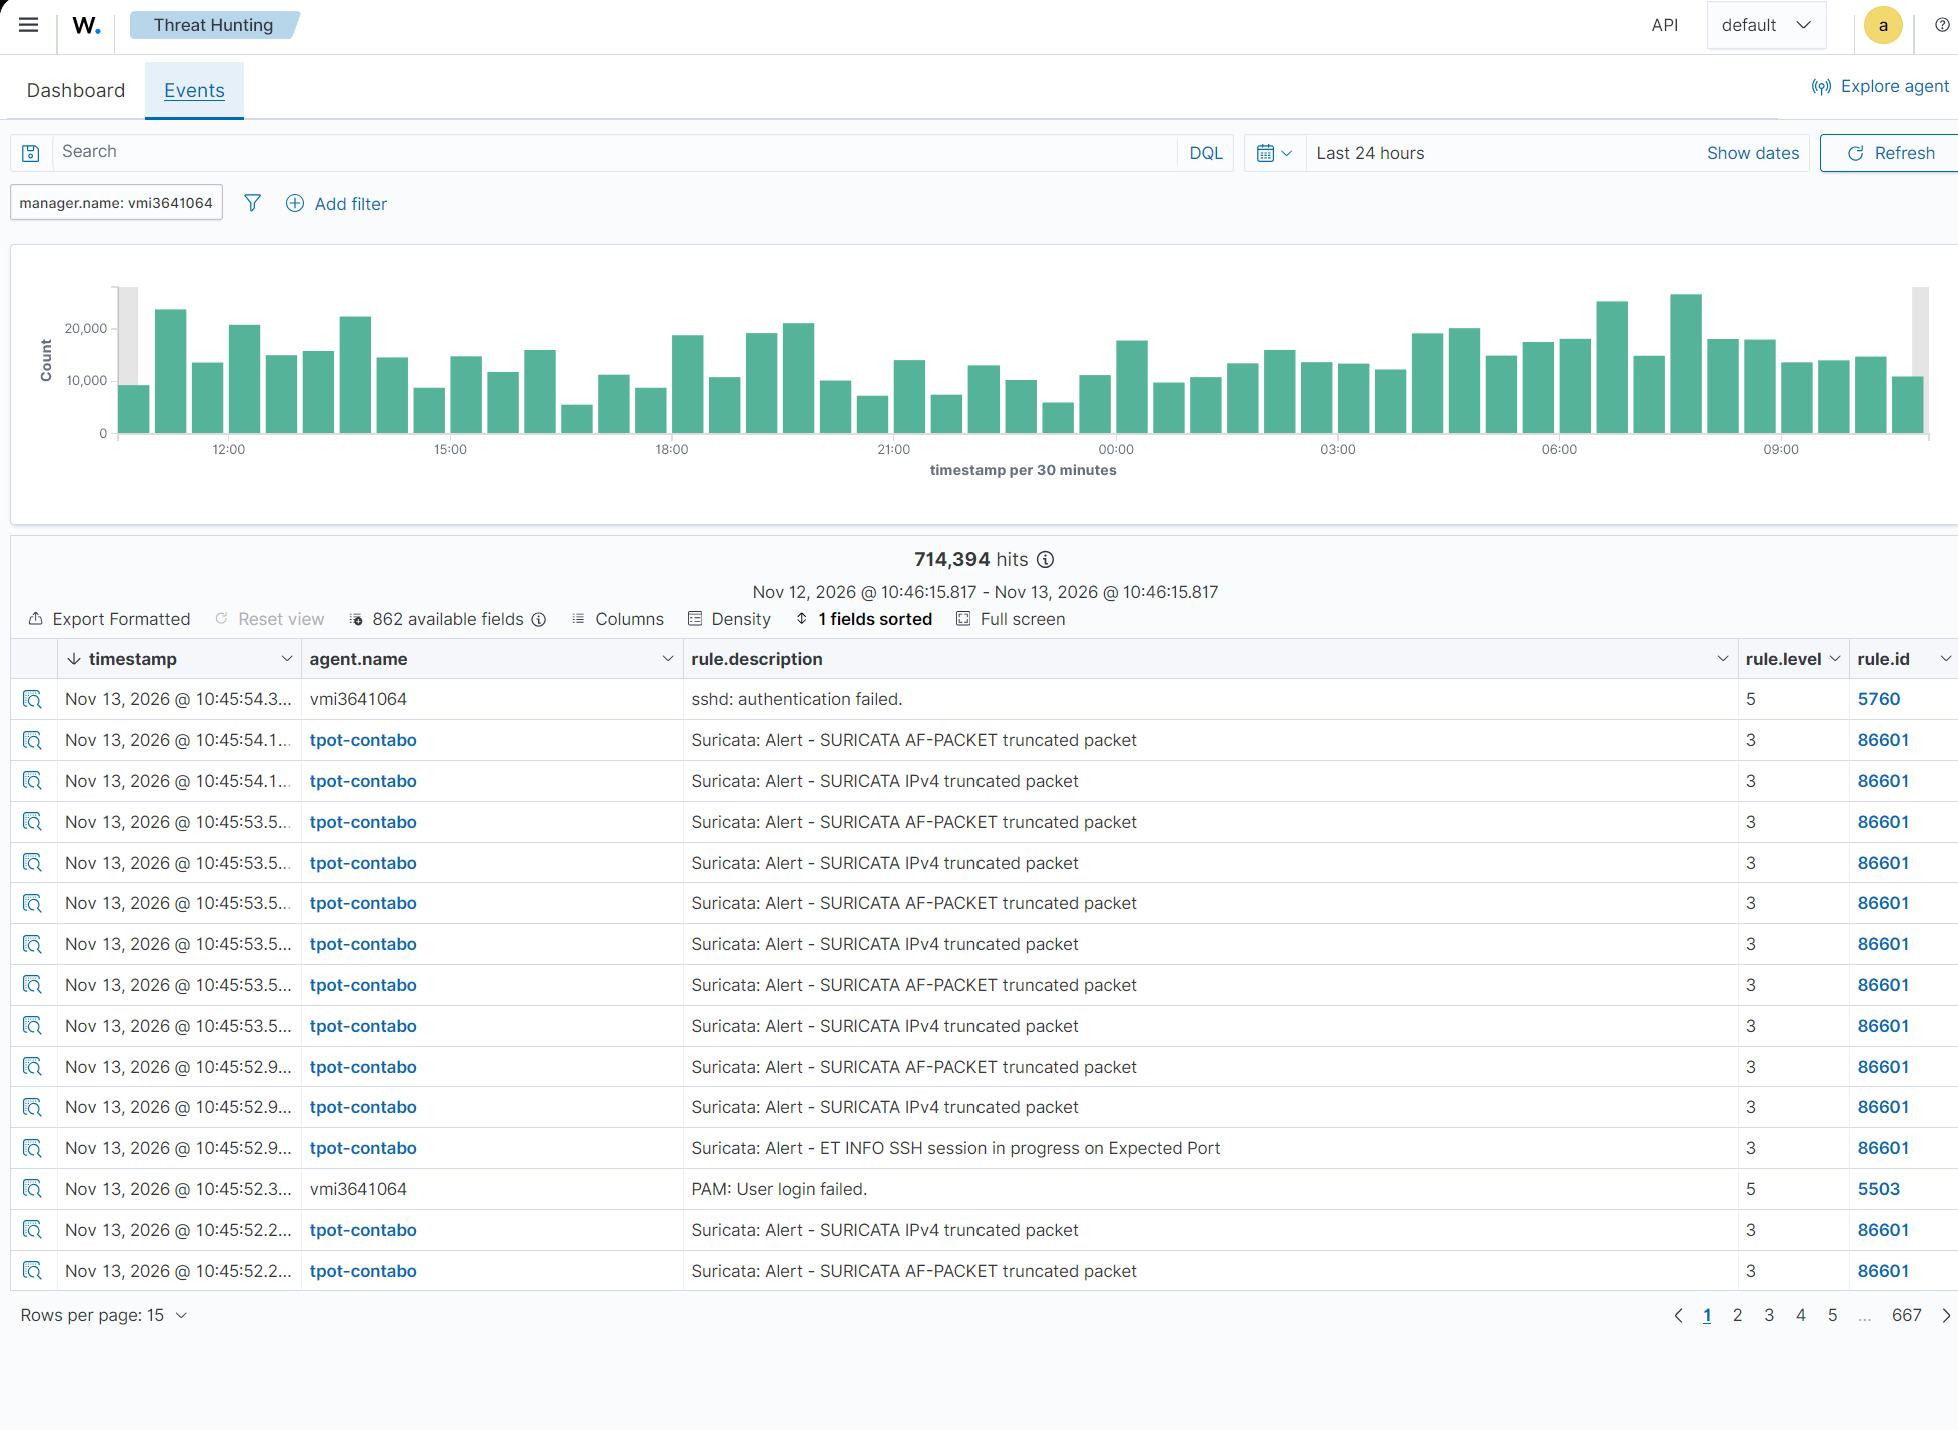 W. Threat Hunting API default a
Dashboard Events Explore agent
Search DQL Last 24 hours Show dates Refresh
manager.name: vmi3641064 Add filter
Count
20,000
10,000
0
12:00 15:00 18:00 21:00 00:00 03:00 06:00 09:00
timestamp per 30 minutes
714,394 hits
Nov 12, 2026 @ 10:46:15.817 - Nov 13, 2026 @ 10:46:15.817
Export Formatted Reset view 862 available fields Columns Density 1 fields sorted Full screen
timestamp agent.name rule.description rule.level rule.id
Nov 13, 2026 @ 10:45:54.3... vmi3641064 sshd: authentication failed. 5 5760
Nov 13, 2026 @ 10:45:54.1... tpot-contabo Suricata: Alert - SURICATA AF-PACKET truncated packet 3 86601
Nov 13, 2026 @ 10:45:54.1... tpot-contabo Suricata: Alert - SURICATA IPv4 truncated packet 3 86601
Nov 13, 2026 @ 10:45:53.5... tpot-contabo Suricata: Alert - SURICATA AF-PACKET truncated packet 3 86601
Nov 13, 2026 @ 10:45:53.5... tpot-contabo Suricata: Alert - SURICATA IPv4 truncated packet 3 86601
Nov 13, 2026 @ 10:45:53.5... tpot-contabo Suricata: Alert - SURICATA AF-PACKET truncated packet 3 86601
Nov 13, 2026 @ 10:45:53.5... tpot-contabo Suricata: Alert - SURICATA IPv4 truncated packet 3 86601
Nov 13, 2026 @ 10:45:53.5... tpot-contabo Suricata: Alert - SURICATA AF-PACKET truncated packet 3 86601
Nov 13, 2026 @ 10:45:53.5... tpot-contabo Suricata: Alert - SURICATA IPv4 truncated packet 3 86601
Nov 13, 2026 @ 10:45:52.9... tpot-contabo Suricata: Alert - SURICATA AF-PACKET truncated packet 3 86601
Nov 13, 2026 @ 10:45:52.9... tpot-contabo Suricata: Alert - SURICATA IPv4 truncated packet 3 86601
Nov 13, 2026 @ 10:45:52.9... tpot-contabo Suricata: Alert - ET INFO SSH session in progress on Expected Port 3 86601
Nov 13, 2026 @ 10:45:52.3... vmi3641064 PAM: User login failed. 5 5503
Nov 13, 2026 @ 10:45:52.2... tpot-contabo Suricata: Alert - SURICATA IPv4 truncated packet 3 86601
Nov 13, 2026 @ 10:45:52.2... tpot-contabo Suricata: Alert - SURICATA AF-PACKET truncated packet 3 86601
Rows per page: 15 1 2 3 4 5 ... 667